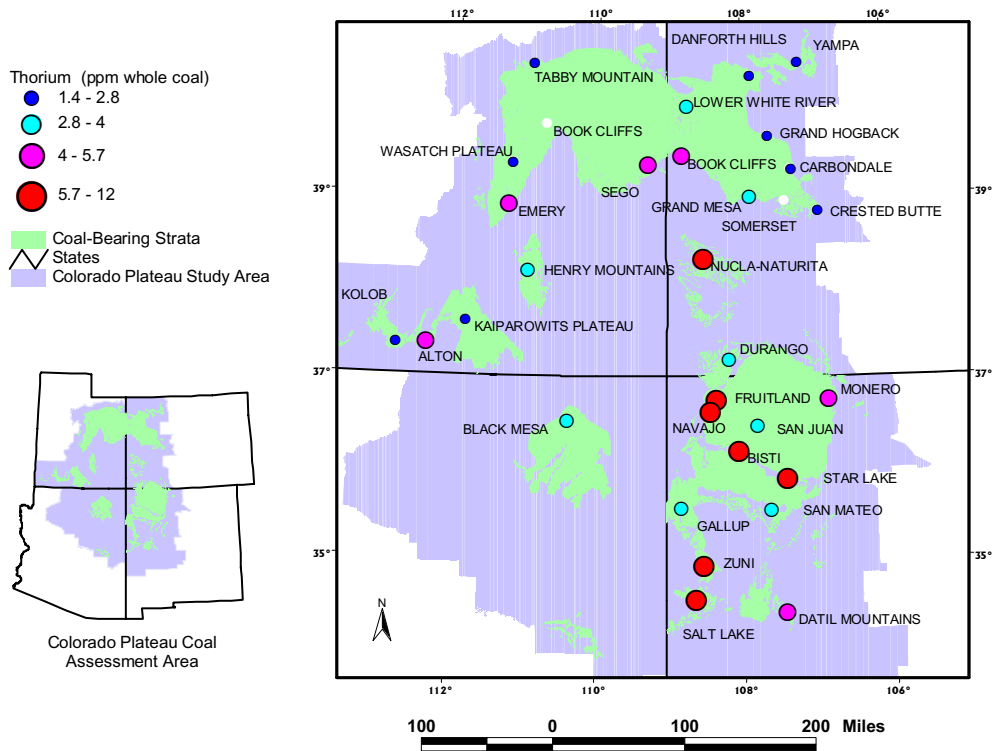 112°
110°
108°
106°
DANFORTH HILLS
YAMPA
Thorium (ppm whole coal)
1.4 - 2.8
2.8 - 4
4 - 5.7
5.7 - 12
Coal-Bearing Strata
States
Colorado Plateau Study Area
TABBY MOUNTAIN
LOWER WHITE RIVER
BOOK CLIFFS
GRAND HOGBACK
WASATCH PLATEAU
BOOK CLIFFS
CARBONDALE
39°
39°
SEGO
EMERY
GRAND MESA
CRESTED BUTTE
SOMERSET
HENRY MOUNTAINS
NUCLA-NATURITA
KOLOB
KAIPAROWITS PLATEAU
ALTON
DURANGO
37°
37°
MONERO
FRUITLAND
BLACK MESA
NAVAJO
SAN JUAN
BISTI
STAR LAKE
SAN MATEO
GALLUP
35°
35°
ZUNI
N
DATIL MOUNTAINS
SALT LAKE
Colorado Plateau Coal
Assessment Area
112°
110°
108°
106°
100 0 100 200 Miles